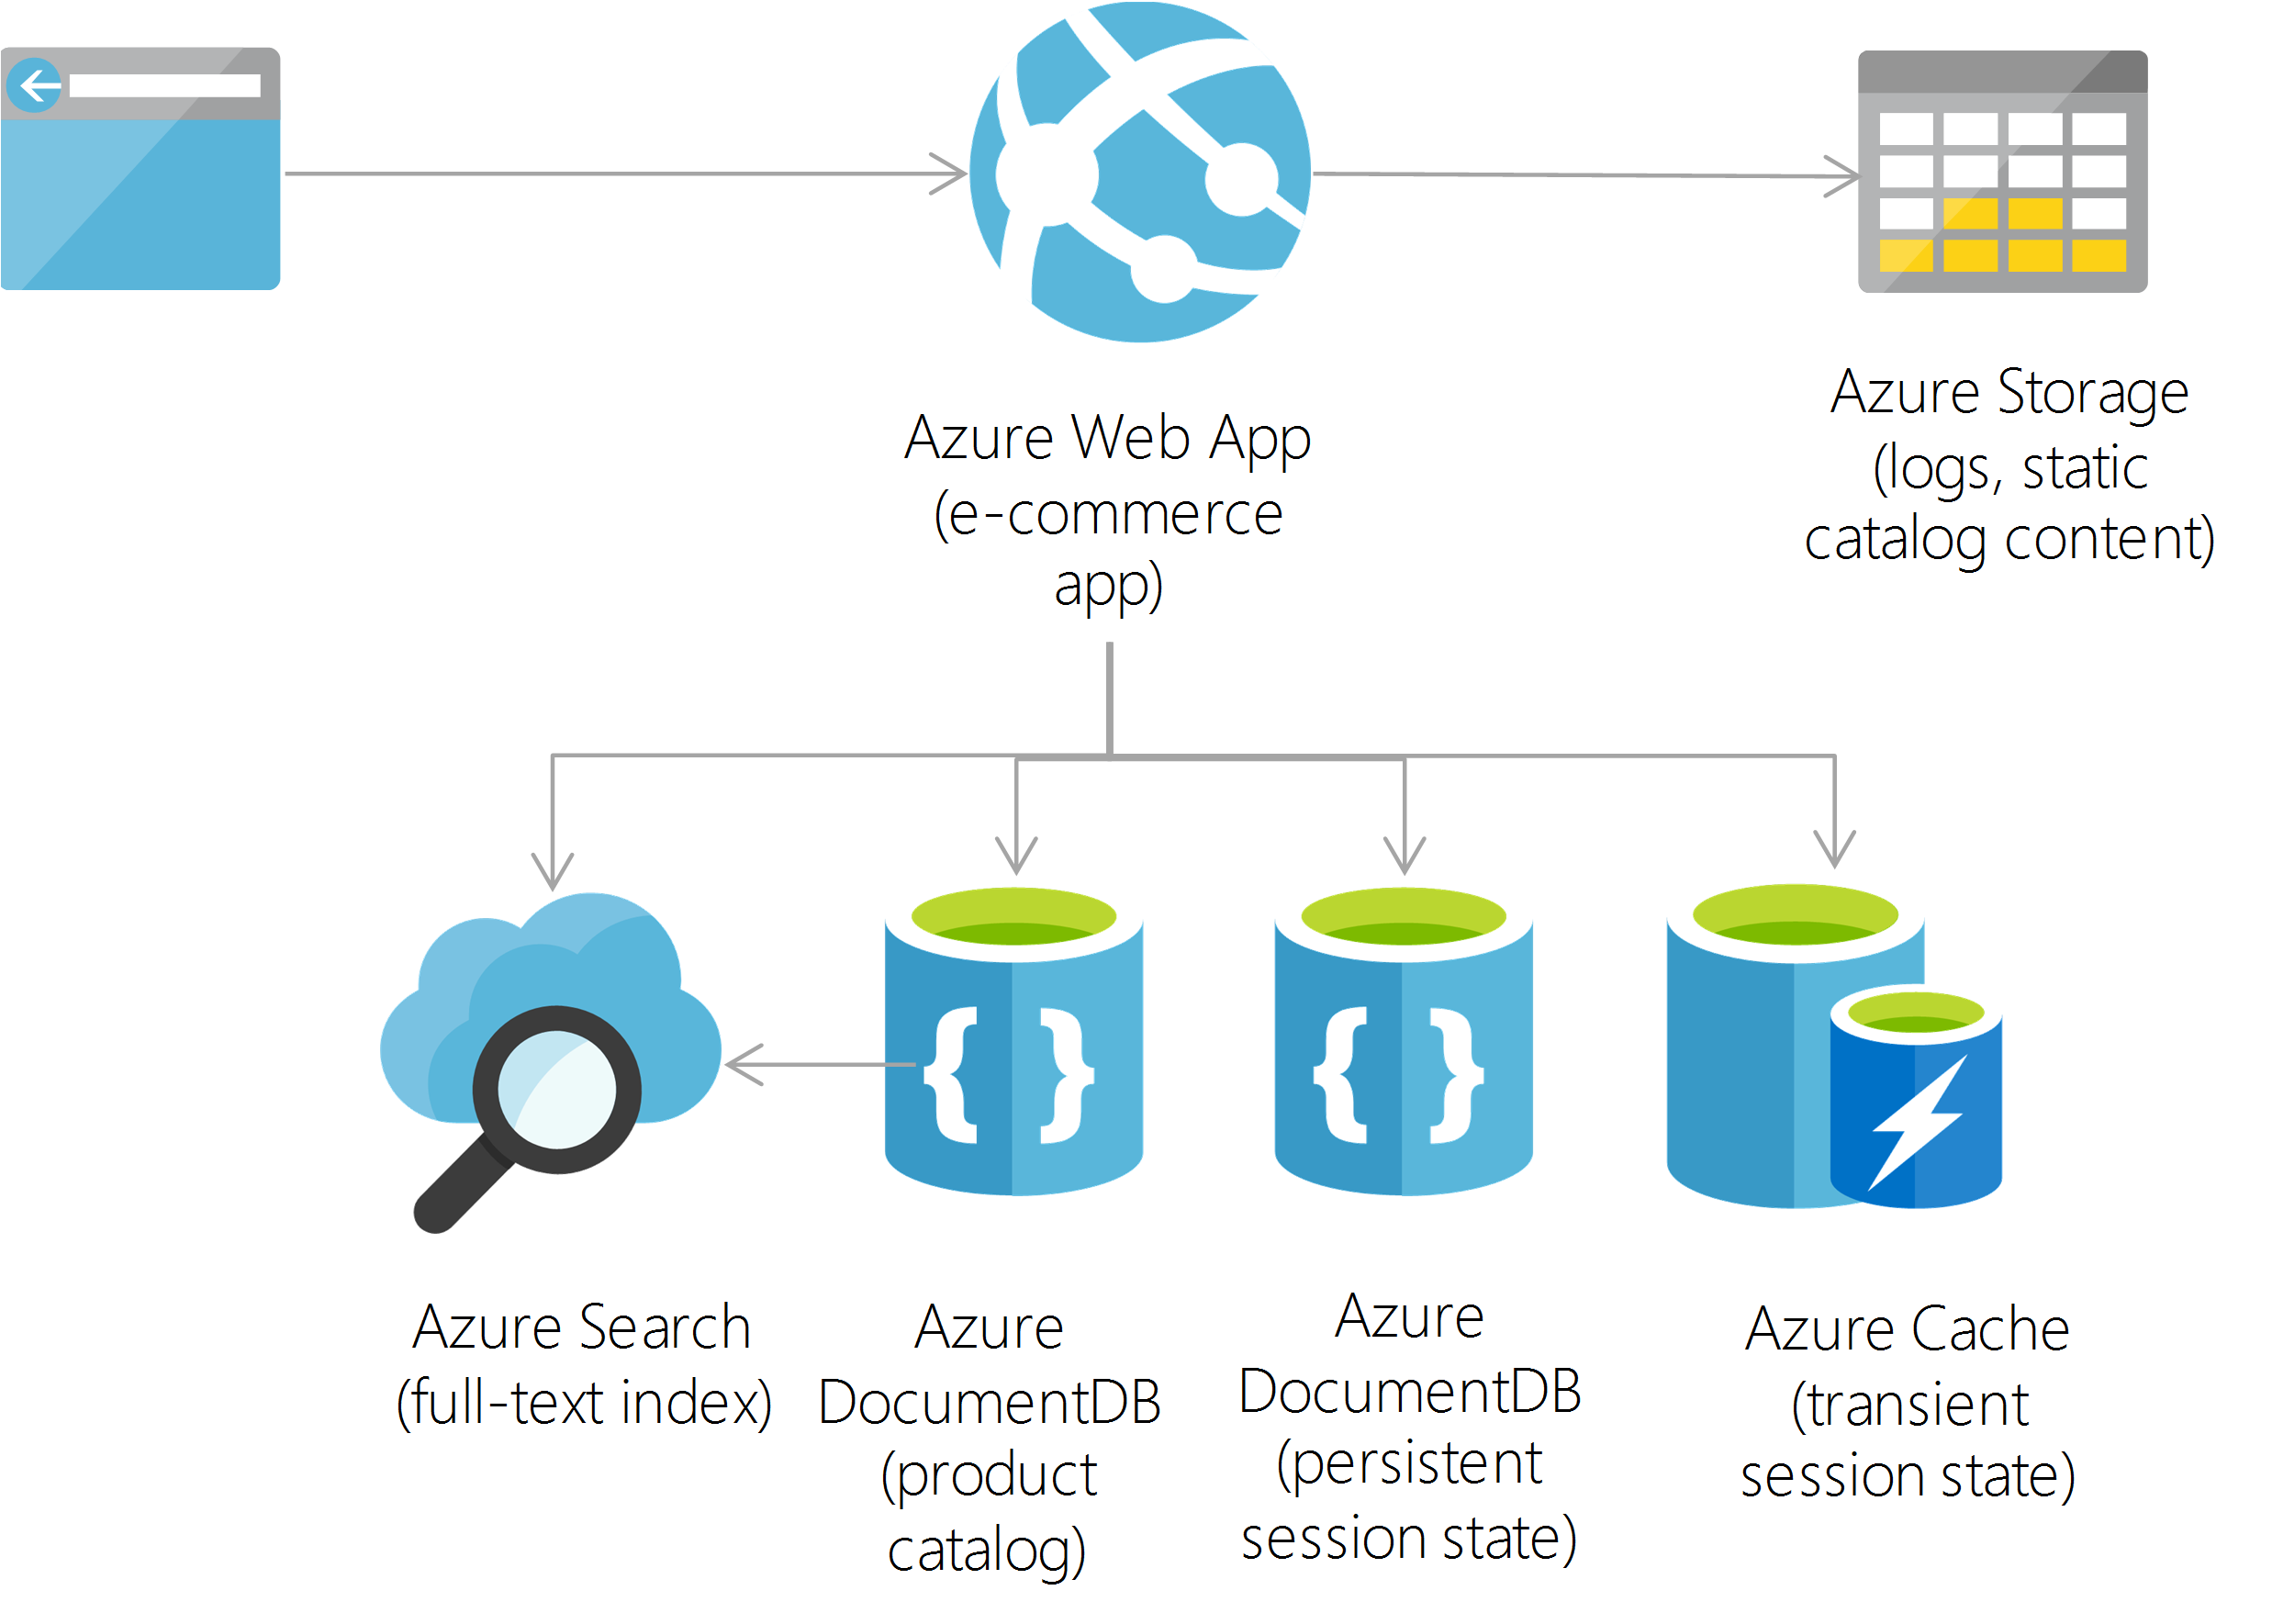 Azure Web App
(e-commerce
app)
Azure Storage
(logs, static
catalog content)
Azure Search
(full-text index)
Azure
DocumentDB
(product
catalog)
Azure
DocumentDB
(persistent
session state)
Azure Cache
(transient
session state)